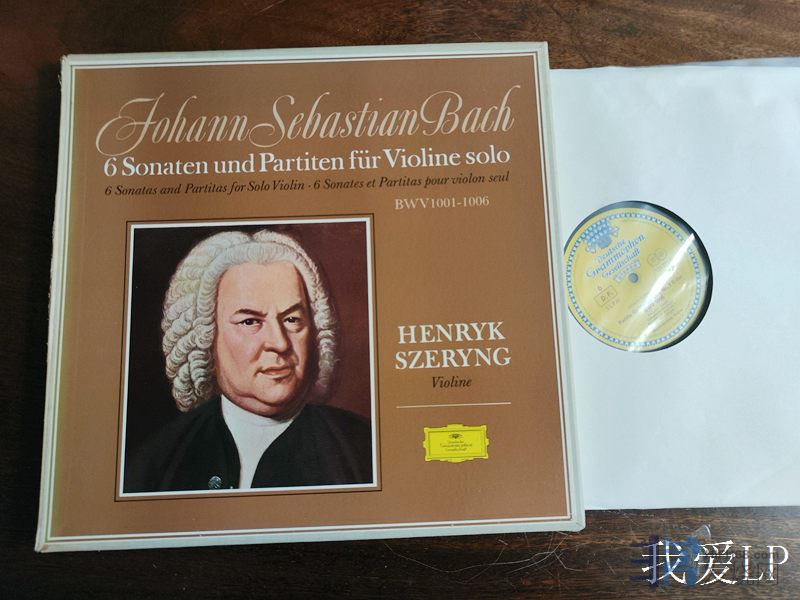 Johann Sebastian Bach
6 Sonaten und Partiten für Violine solo
6 Sonatas and Partitas for Solo Violin · 6 Sonates et Partitas pour violon seul
BWV 1001-1006
HENRYK
SZERYNG
Violine
Deutsche
Grammophon
Gesellschaft
我爱LP